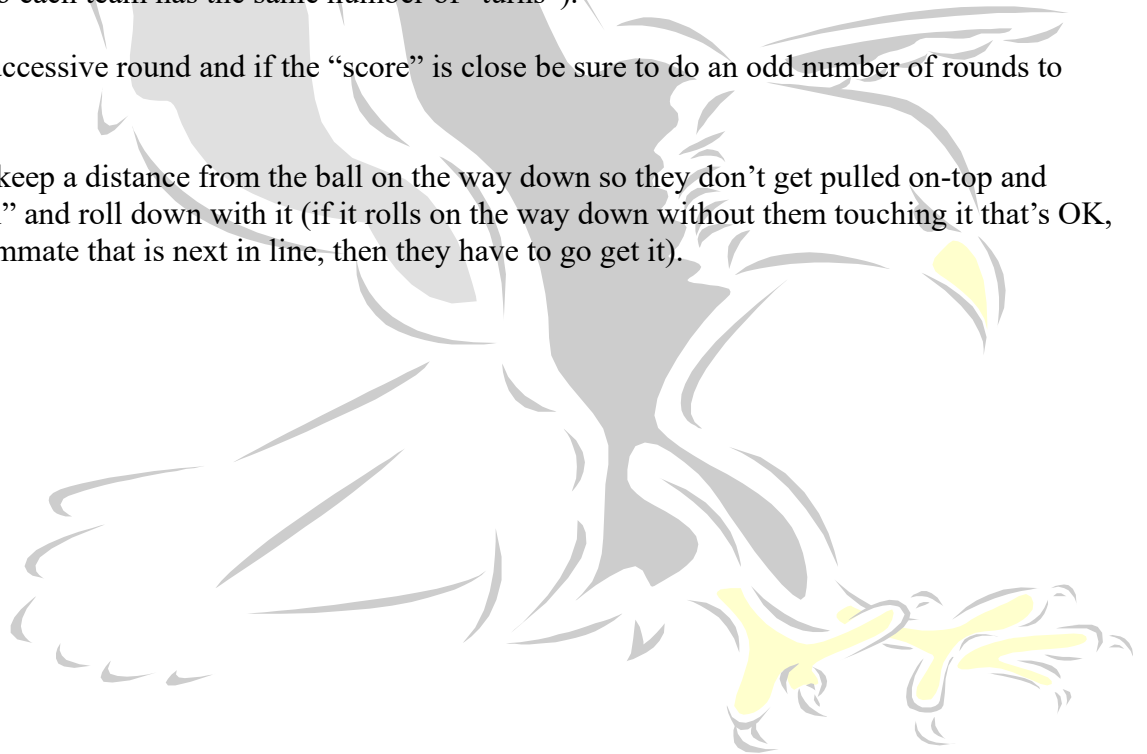 each team has the same number of “turns”).
ccessive round and if the “score” is close be sure to do an odd number of rounds to
keep a distance from the ball on the way down so they don’t get pulled on-top and
” and roll down with it (if it rolls on the way down without them touching it that’s OK,
mmate that is next in line, then they have to go get it).